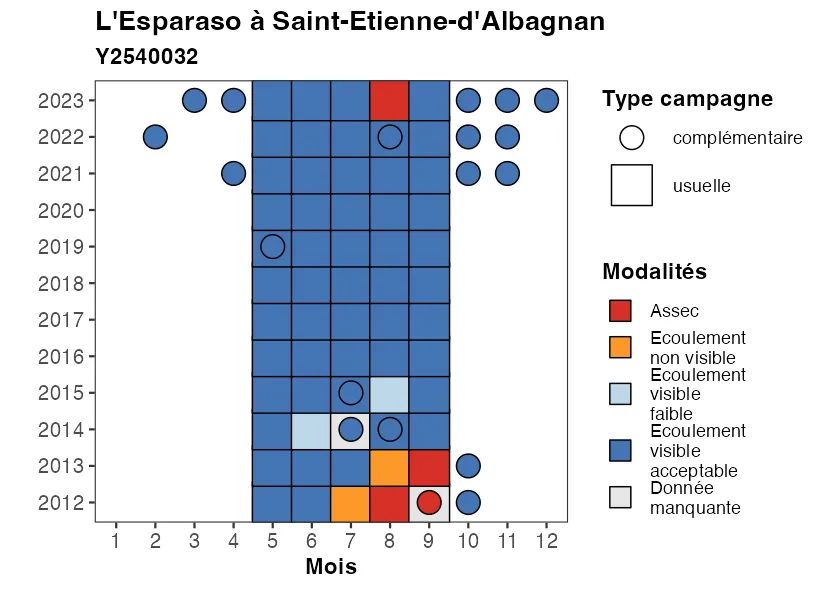 L'Esparaso à Saint-Etienne-d'Albagnan
Y2540032
2023
2022
2021
2020
2019
2018
2017
2016
2015
2014
2013
2012
1 2 3 4 5 6 7 8 9 10 11 12
Mois
Type campagne
complémentaire
usuelle
Modalités
Assec
Ecoulement
non visible
Ecoulement
visible
faible
Ecoulement
visible
acceptable
Donnée
manquante